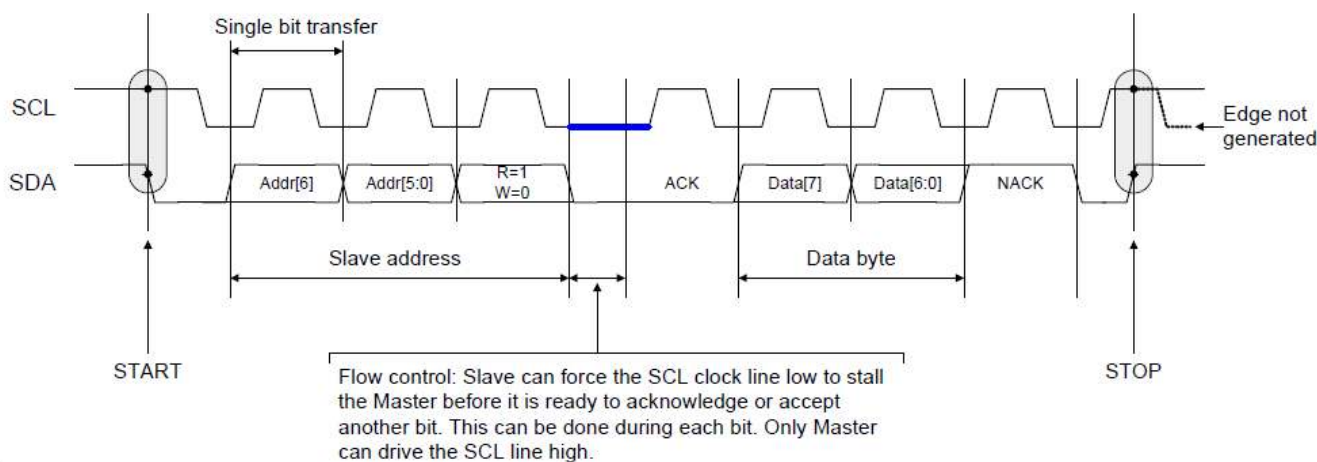 Single bit transfer
SCL
Edge not
generated
SDA
Addr[6]
Addr[5:0]
R=1
W=0
ACK
Data[7]
Data[6:0]
NACK
Slave address
Data byte
START
STOP
Flow control: Slave can force the SCL clock line low to stall
the Master before it is ready to acknowledge or accept
another bit. This can be done during each bit. Only Master
can drive the SCL line high.